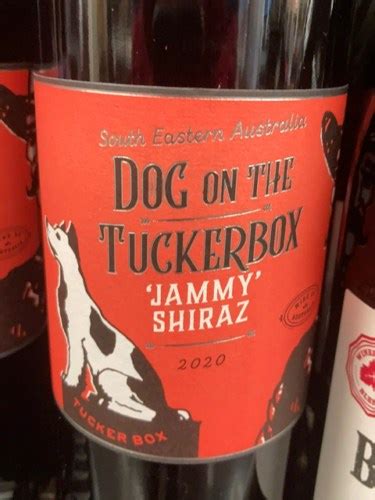 South Eastern Australia
DOG ON THE
TUCKERBOX
'JAMMY'
SHIRAZ
2020
TUCKER BOX